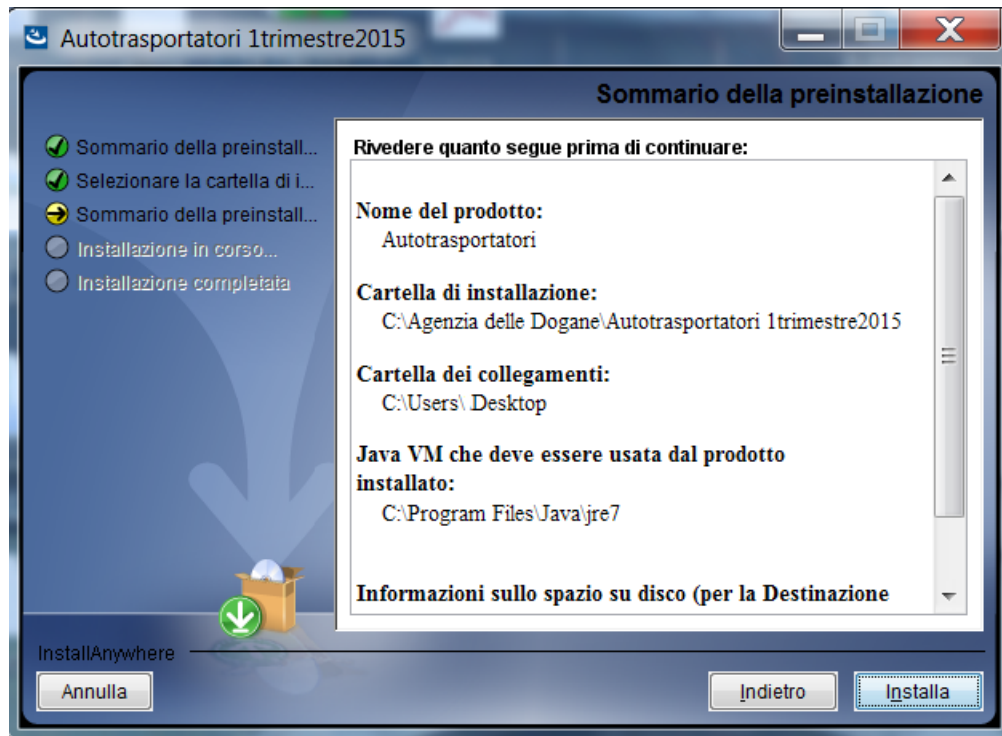 Autotrasportatori 1trimestre2015
Sommario della preinstallazione
Sommario della preinstall...
Selezionare la cartella di i...
Sommario della preinstall...
Installazione in corso...
Installazione completata
Rivedere quanto segue prima di continuare:
Nome del prodotto:
Autotrasportatori
Cartella di installazione:
C:\Agenzia delle Dogane\Autotrasportatori 1trimestre2015
Cartella dei collegamenti:
C:\Users\.Desktop
Java VM che deve essere usata dal prodotto
installato:
C:\Program Files\Java\jre7
Informazioni sullo spazio su disco (per la Destinazione
InstallAnywhere
Annulla
Indietro
Installa